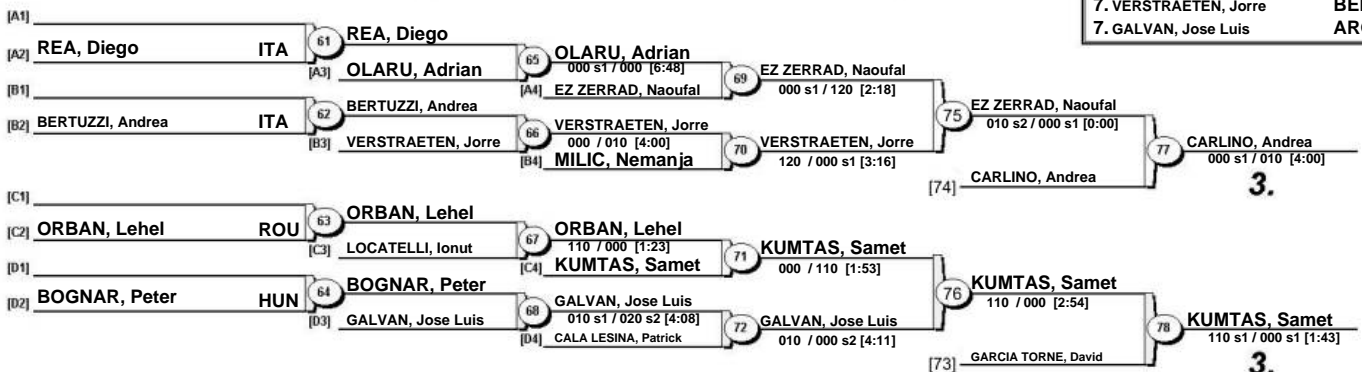 7. VERSTRAETEN, Jorre
7. GALVAN, Jose Luis
[A1]
[A2] REA, Diego ITA
61 REA, Diego
[A3] OLARU, Adrian
65 OLARU, Adrian
000 s1 / 000 [6:48]
[A4] EZ ZERRAD, Naoufal
69 EZ ZERRAD, Naoufal
000 s1 / 120 [2:18]
[B1]
[B2] BERTUZZI, Andrea ITA
62 BERTUZZI, Andrea
[B3] VERSTRAETEN, Jorre
66 VERSTRAETEN, Jorre
000 / 010 [4:00]
[B4] MILIC, Nemanja
70 VERSTRAETEN, Jorre
120 / 000 s1 [3:16]
75 EZ ZERRAD, Naoufal
010 s2 / 000 s1 [0:00]
[74] CARLINO, Andrea
77 CARLINO, Andrea
000 s1 / 010 [4:00]
3.
[C1]
[C2] ORBAN, Lehel ROU
63 ORBAN, Lehel
[C3] LOCATELLI, Ionut
67 ORBAN, Lehel
110 / 000 [1:23]
[C4] KUMTAS, Samet
71 KUMTAS, Samet
000 / 110 [1:53]
[D1]
[D2] BOGNAR, Peter HUN
64 BOGNAR, Peter
[D3] GALVAN, Jose Luis
68 GALVAN, Jose Luis
010 s1 / 020 s2 [4:08]
[D4] CALA LESINA, Patrick
72 GALVAN, Jose Luis
010 / 000 s2 [4:11]
76 KUMTAS, Samet
110 / 000 [2:54]
[73] GARCIA TORNE, David
78 KUMTAS, Samet
110 s1 / 000 s1 [1:43]
3.